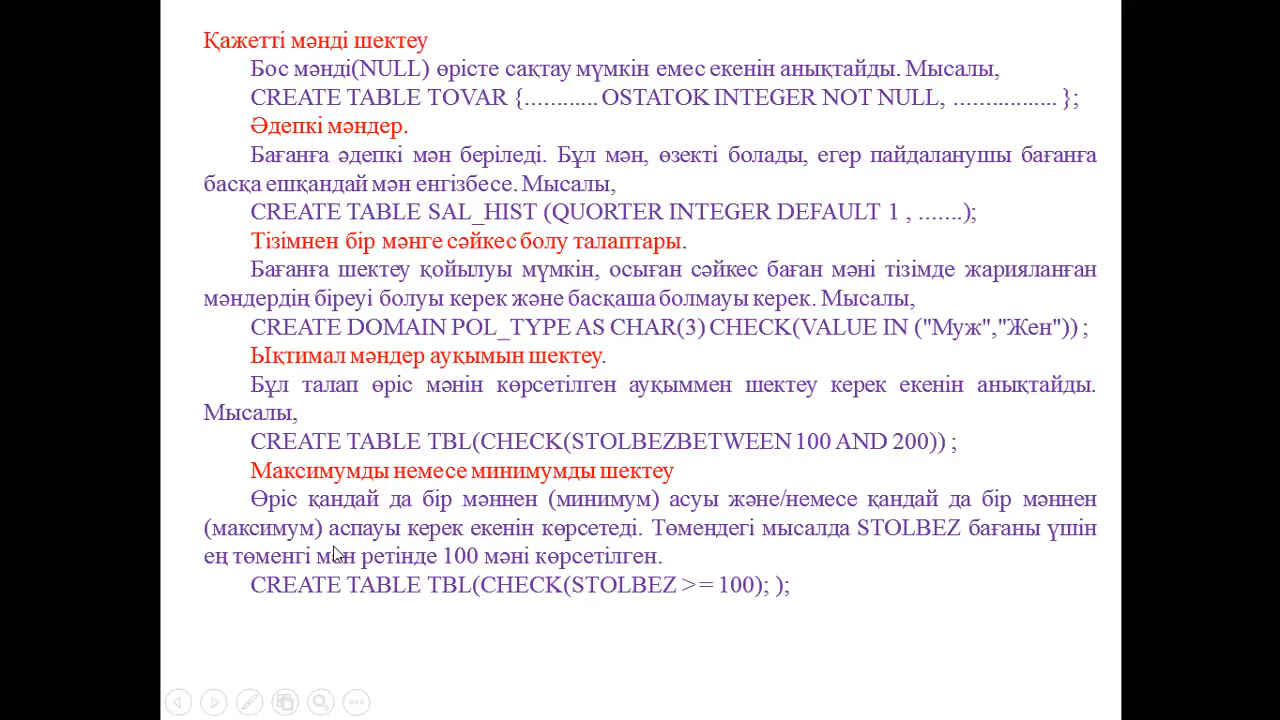 Қажетті мәнді шектеу
Бос мәнді(NULL) өрісте сақтау мүмкін емес екенін анықтайды. Мысалы,
CREATE TABLE TOVAR {............ OSTATOK INTEGER NOT NULL, ................. };
Әдепкі мәндер.
Бағанға әдепкі мән беріледі. Бұл мән, өзекті болады, егер пайдаланушы бағанға
басқа ешқандай мән енгізбесе. Мысалы,
CREATE TABLE SAL_HIST (QUORTER INTEGER DEFAULT 1 , .......);
Тізімнен бір мәнге сәйкес болу талаптары.
Бағанға шектеу қойылуы мүмкін, осыған сәйкес баған мәні тізімде жарияланған
мәндердің біреуі болуы керек және басқаша болмауы керек. Мысалы,
CREATE DOMAIN POL_TYPE AS CHAR(3) CHECK(VALUE IN ("Муж","Жен")) ;
Ықтимал мәндер ауқымын шектеу.
Бұл талап өріс мәнін көрсетілген ауқыммен шектеу керек екенін анықтайды.
Мысалы,
CREATE TABLE TBL(CHECK(STOLBEZBETWEEN 100 AND 200)) ;
Максимумды немесе минимумды шектеу
Өріс қандай да бір мәннен (минимум) асуы және/немесе қандай да бір мәннен
(максимум) аспауы керек екенін көрсетеді. Төмендегі мысалда STOLBEZ бағаны үшін
ең төменгі мән ретінде 100 мәні көрсетілген.
CREATE TABLE TBL(CHECK(STOLBEZ >= 100); );